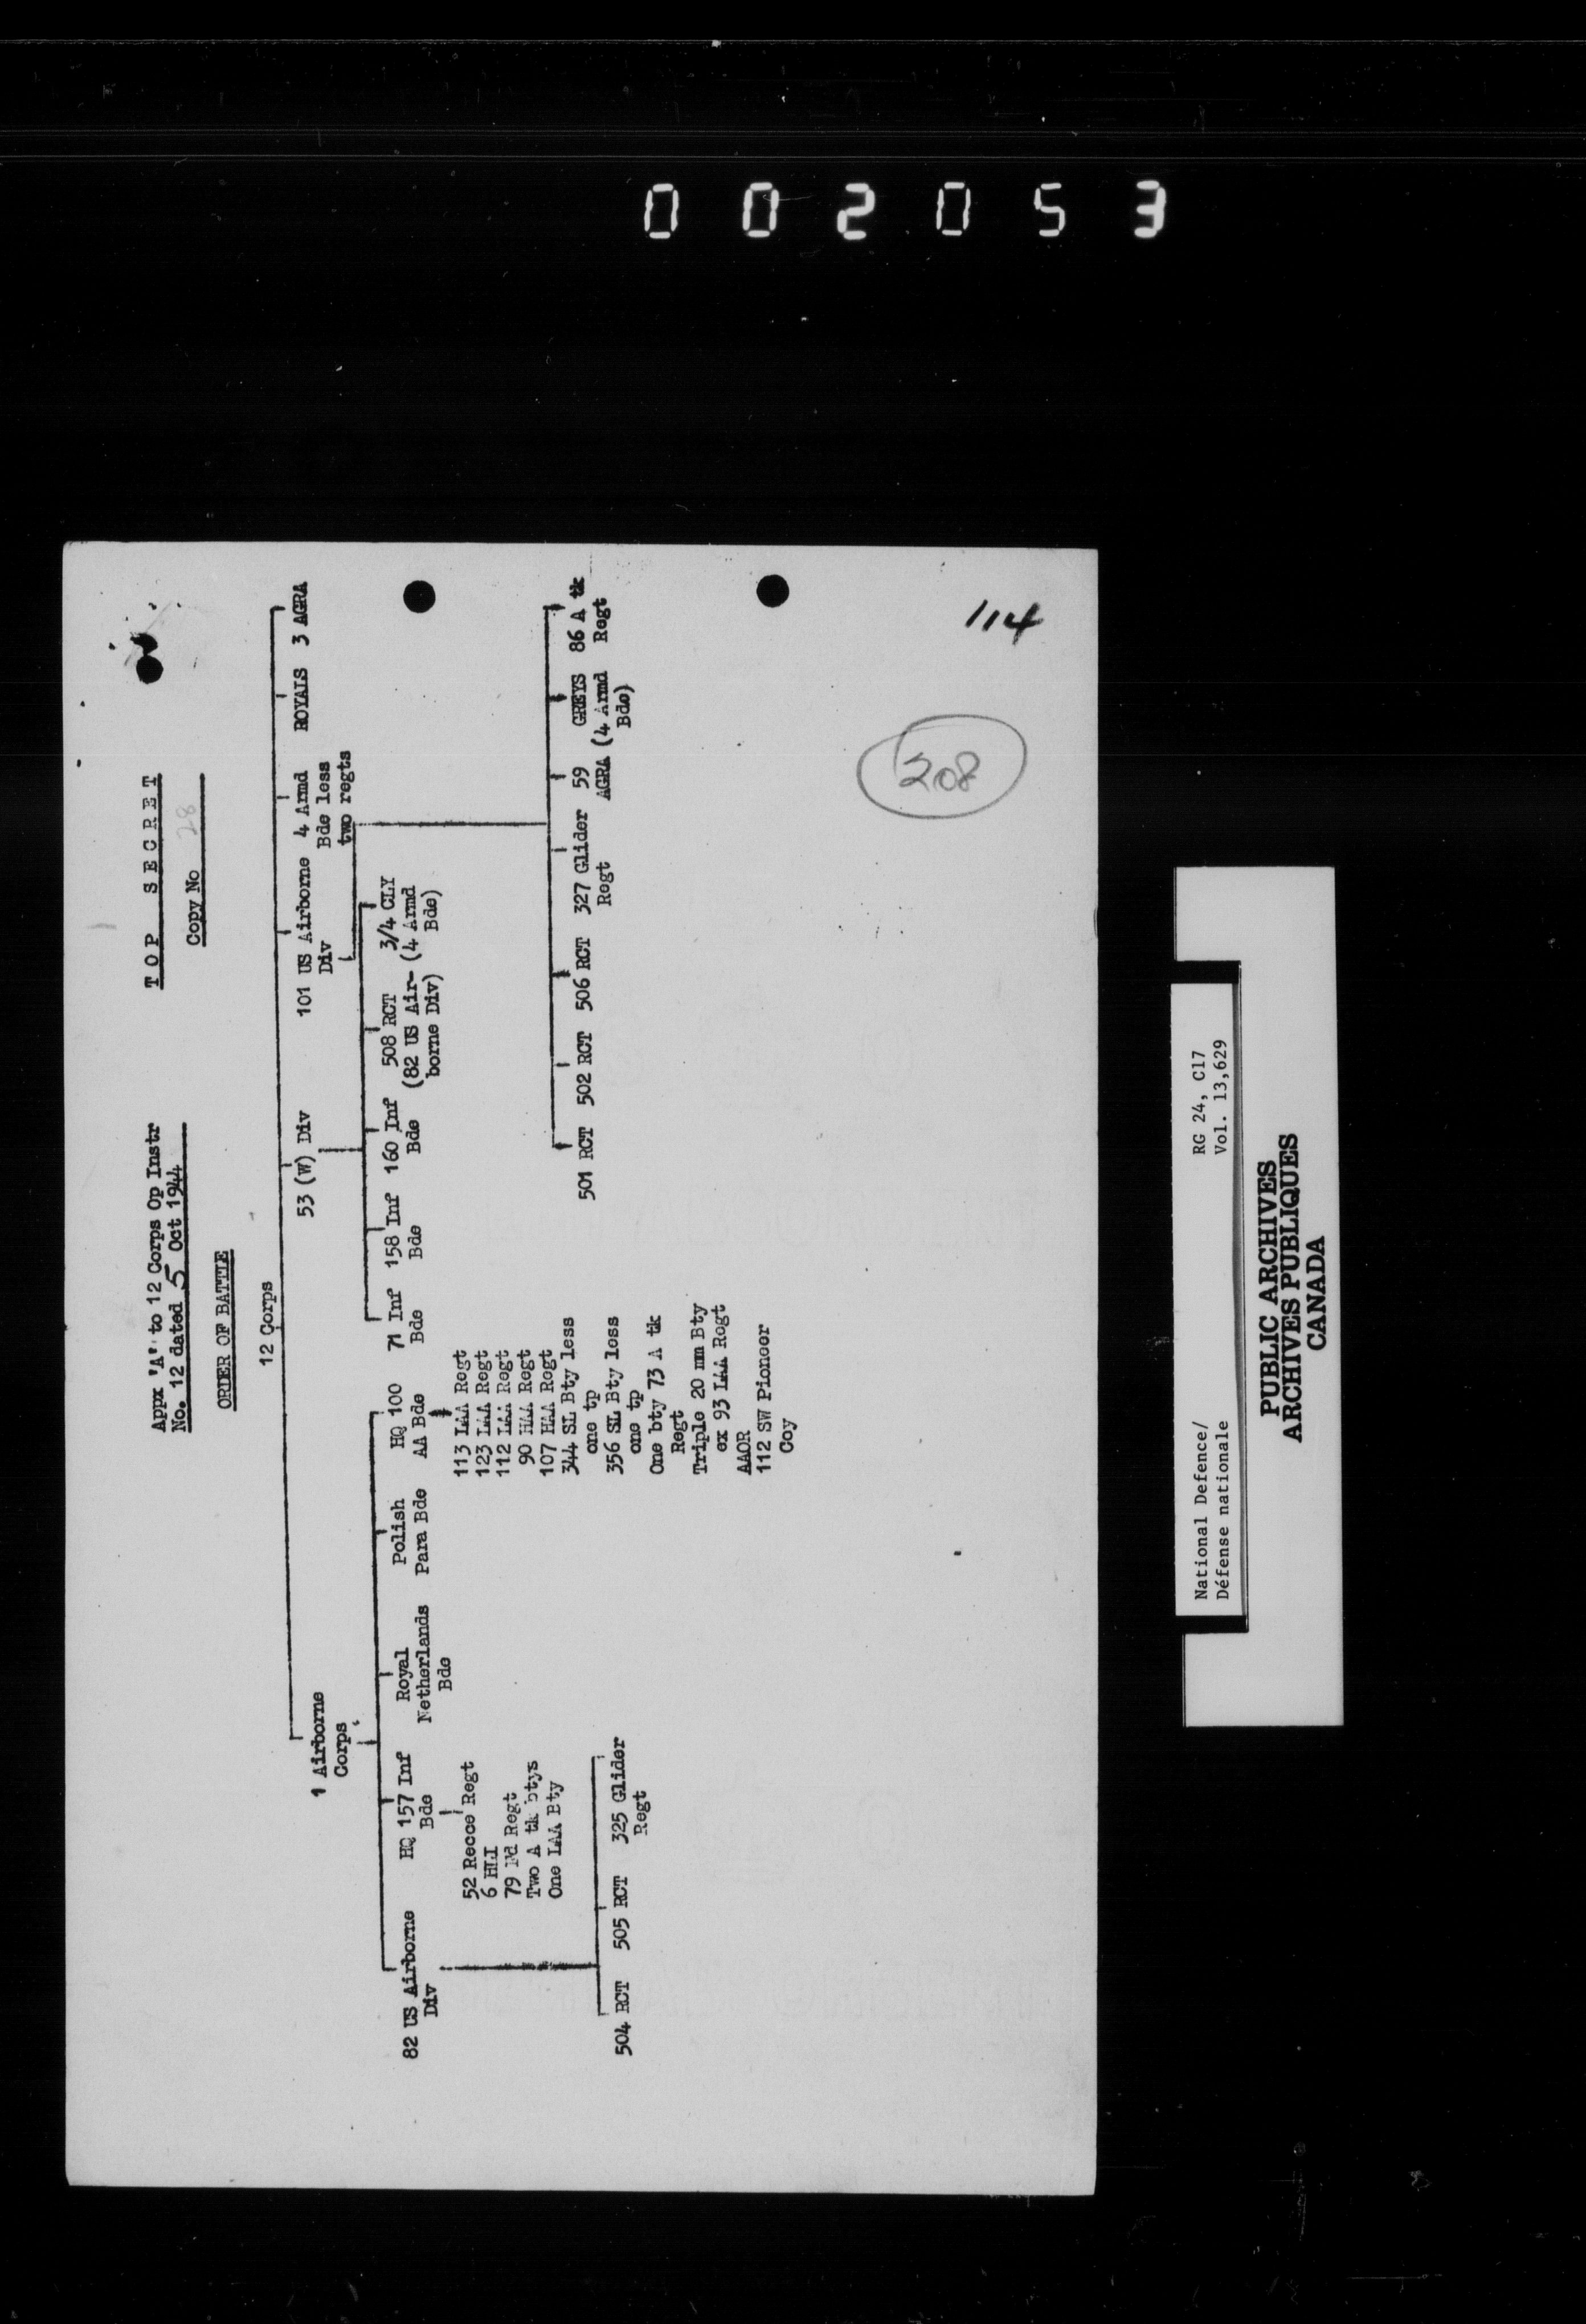 0 0 2 0 5 3
TOP SECRET
Copy No 28
Appx 'A' to 12 Corps Op Instr
No. 12 dated 5 Oct 1944
ORDER OF BATTLE
12 Corps
1 Airborne
Corps
53 (W) Div
101 US Airborne
Div
4 Armd
Bde less
two regts
ROYALS
3 AGRA
82 US Airborne
Div
HQ 157 Inf
Bde
Royal
Netherlands
Bde
Polish
Para Bde
HQ 100
AA Bde
71 Inf
Bde
158 Inf
Bde
160 Inf
Bde
508 RCT
(82 US Air-
borne Div)
3/4 CLY
(4 Armd
Bde)
52 Recce Regt
6 HLI
79 Fd Regt
Two A tk btys
One LAA Bty
113 LAA Regt
123 LAA Regt
112 LAA Regt
90 HAA Regt
107 HAA Regt
344 SL Bty less
one tp
356 SL Bty less
one tp
One bty 73 A tk
Regt
Triple 20 mm Bty
ex 93 LAA Regt
AAOR
112 SW Pioneer
Coy
501 RCT
502 RCT
506 RCT
327 Glider
Regt
59
AGRA
GREYS
(4 Armd
Bde)
86 A tk
Regt
504 RCT
505 RCT
325 Glider
Regt
208
114
National Defence/
Défense nationale
RG 24, C17
Vol. 13,629
PUBLIC ARCHIVES
ARCHIVES PUBLIQUES
CANADA